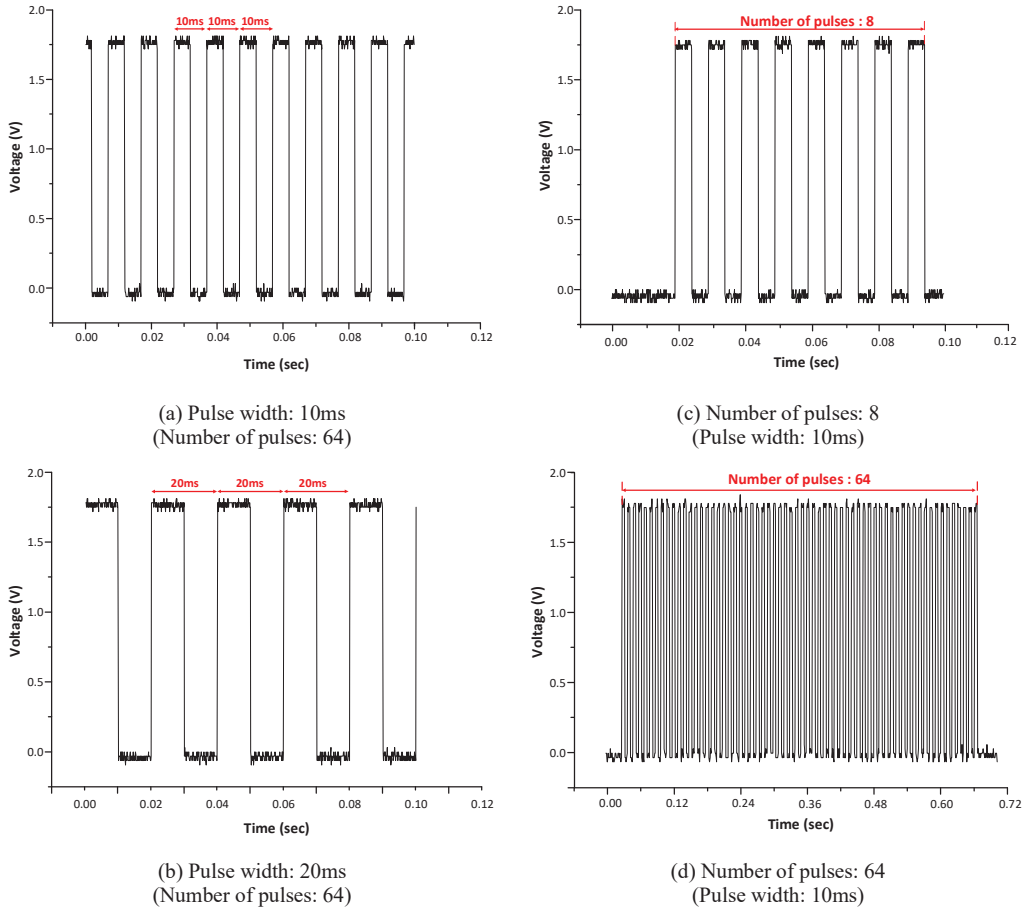 10ms 10ms 10ms
2.0
1.5
1.0
0.5
0.0
Voltage (V)
0.00 0.02 0.04 0.06 0.08 0.10 0.12
Time (sec)
(a) Pulse width: 10ms
(Number of pulses: 64)
Number of pulses : 8
2.0
1.5
1.0
0.5
0.0
Voltage (V)
0.00 0.02 0.04 0.06 0.08 0.10 0.12
Time (sec)
(c) Number of pulses: 8
(Pulse width: 10ms)
20ms 20ms 20ms
2.0
1.5
1.0
0.5
0.0
Voltage (V)
0.00 0.02 0.04 0.06 0.08 0.10 0.12
Time (sec)
(b) Pulse width: 20ms
(Number of pulses: 64)
Number of pulses : 64
2.0
1.5
1.0
0.5
0.0
Voltage (V)
0.00 0.12 0.24 0.36 0.48 0.60 0.72
Time (sec)
(d) Number of pulses: 64
(Pulse width: 10ms)